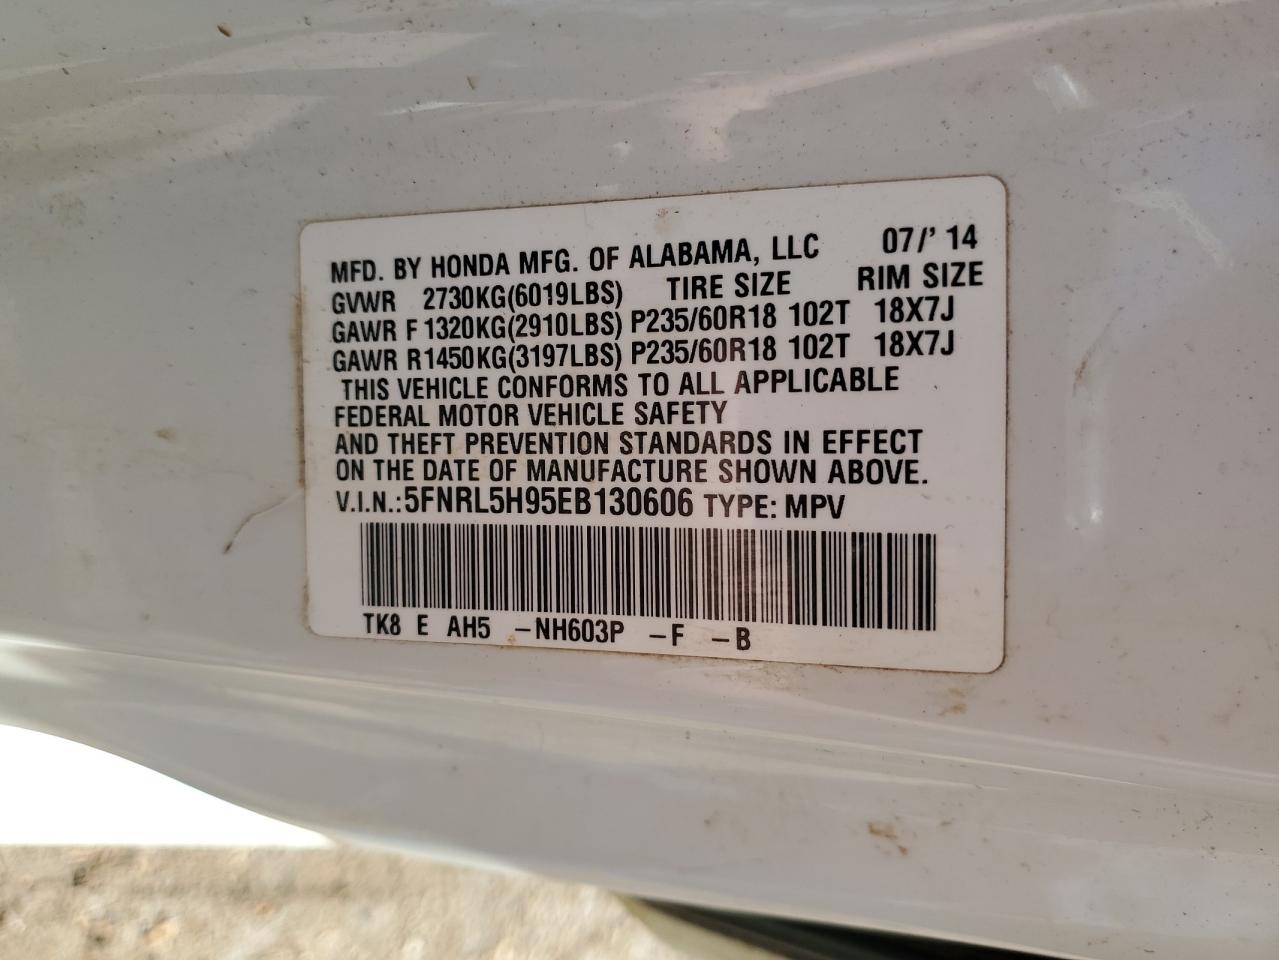 MFD. BY HONDA MFG. OF ALABAMA, LLC 07/' 14
GVWR 2730KG(6019LBS) TIRE SIZE RIM SIZE
GAWR F 1320KG(2910LBS) P235/60R18 102T 18X7J
GAWR R1450KG(3197LBS) P235/60R18 102T 18X7J
THIS VEHICLE CONFORMS TO ALL APPLICABLE
FEDERAL MOTOR VEHICLE SAFETY
AND THEFT PREVENTION STANDARDS IN EFFECT
ON THE DATE OF MANUFACTURE SHOWN ABOVE.
V.I.N.:5FNRL5H95EB130606 TYPE: MPV
TK8 E AH5 -NH603P -F -B